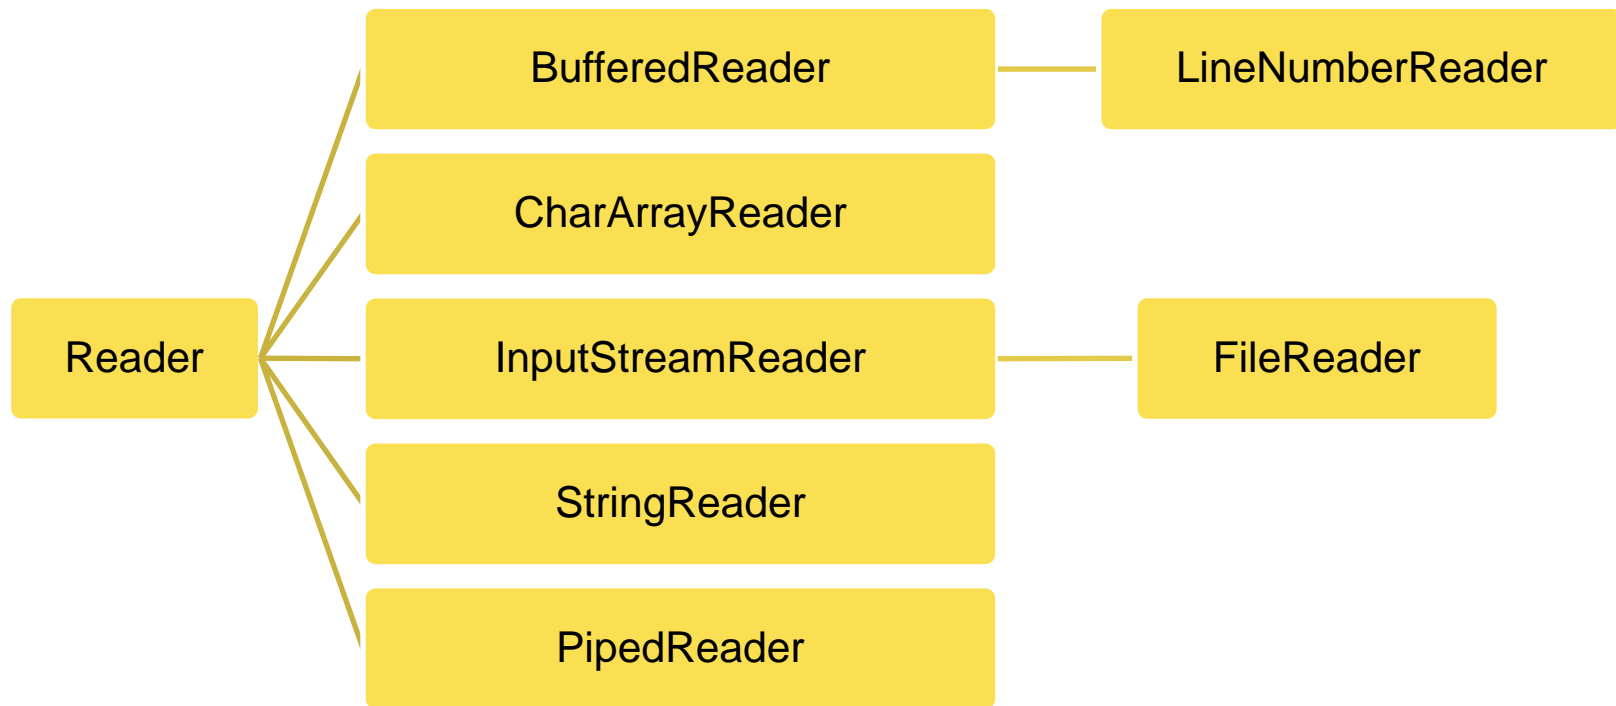 BufferedReader
LineNumberReader
CharArrayReader
Reader
InputStreamReader
FileReader
StringReader
PipedReader